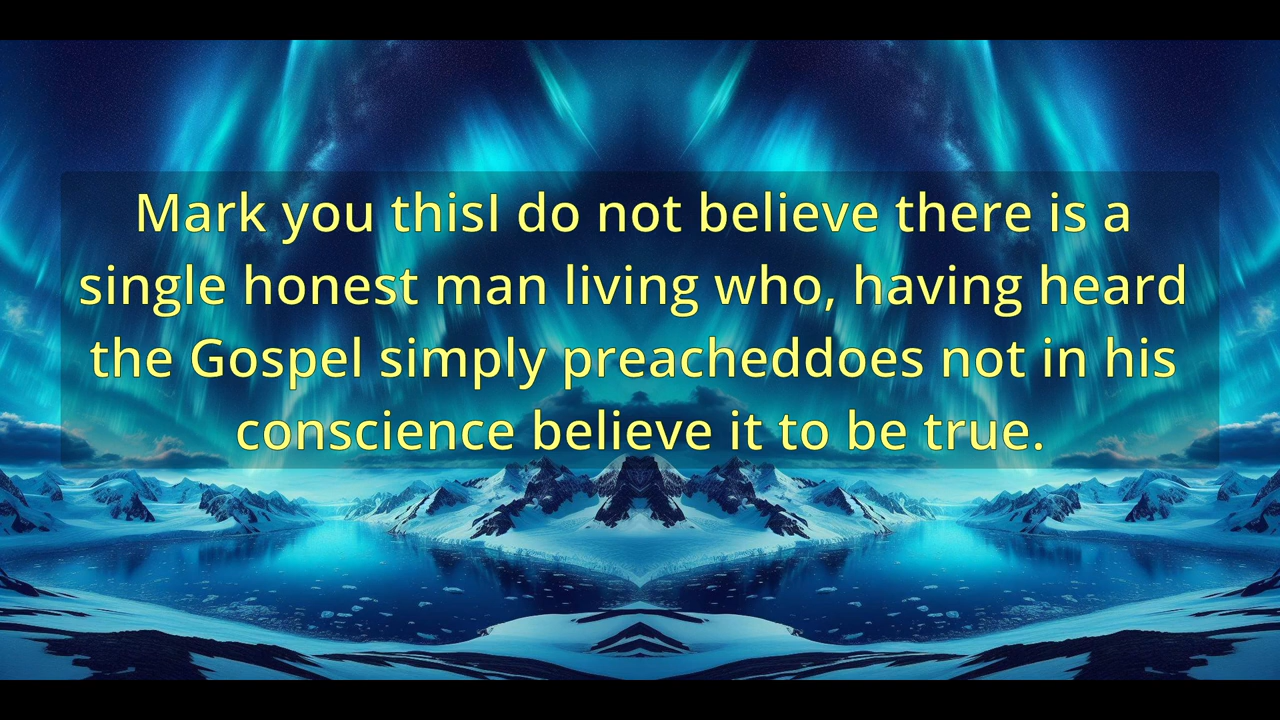 Mark you thisI do not believe there is a
single honest man living who, having heard
the Gospel simply preacheddoes not in his
conscience believe it to be true.